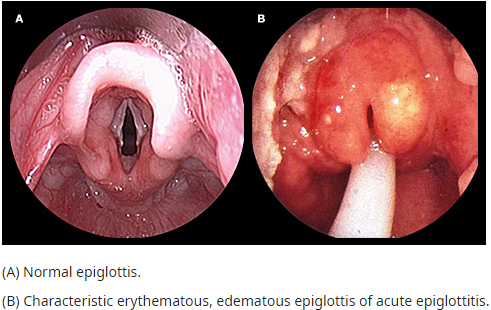 A
B
(A) Normal epiglottis.
(B) Characteristic erythematous, edematous epiglottis of acute epiglottitis.